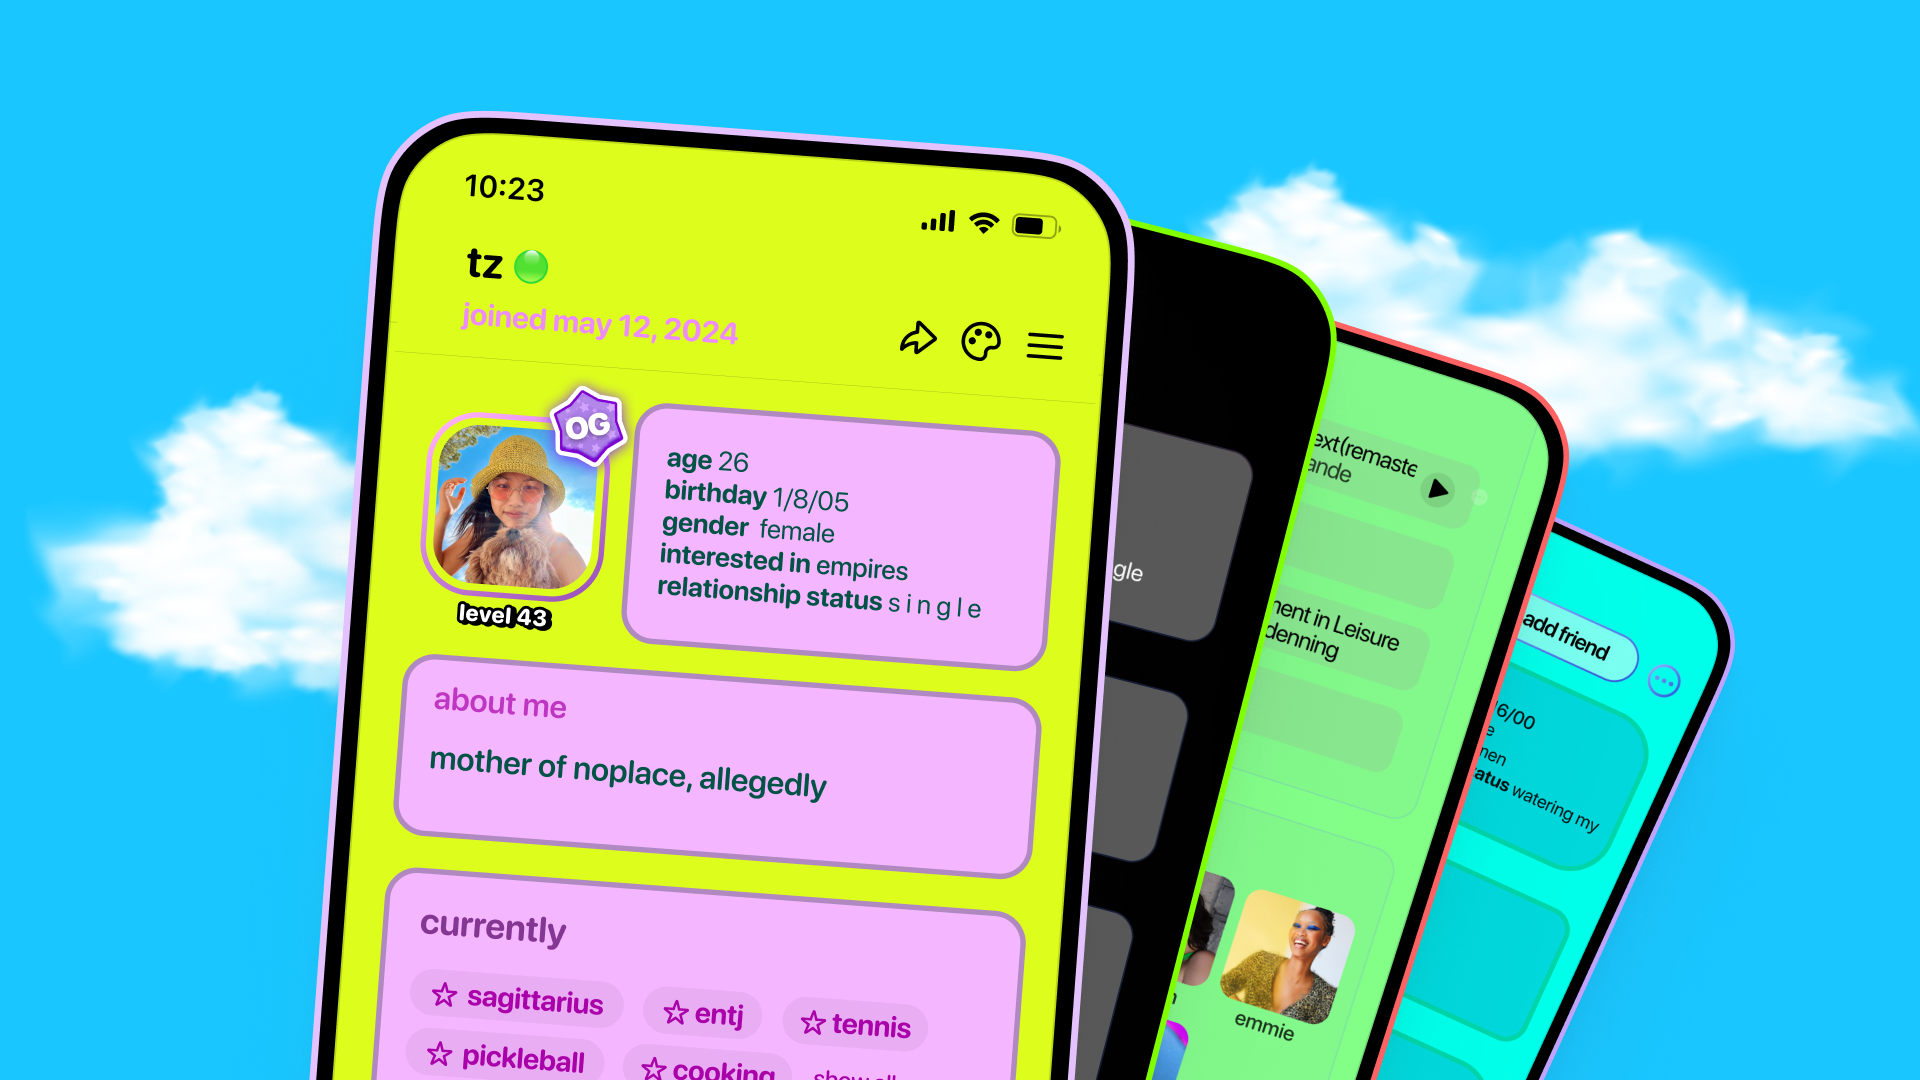 10:23
tz
joined may 12, 2024
OG
level 43
age 26
birthday 1/8/05
gender female
interested in empires
relationship status single
about me
mother of noplace, allegedly
currently
sagittarius
entj
tennis
pickleball
cooking
show all
gle
ext(remaste
ande
nent in Leisure
denning
emmie
add friend
6/00
e
nen
atus watering my